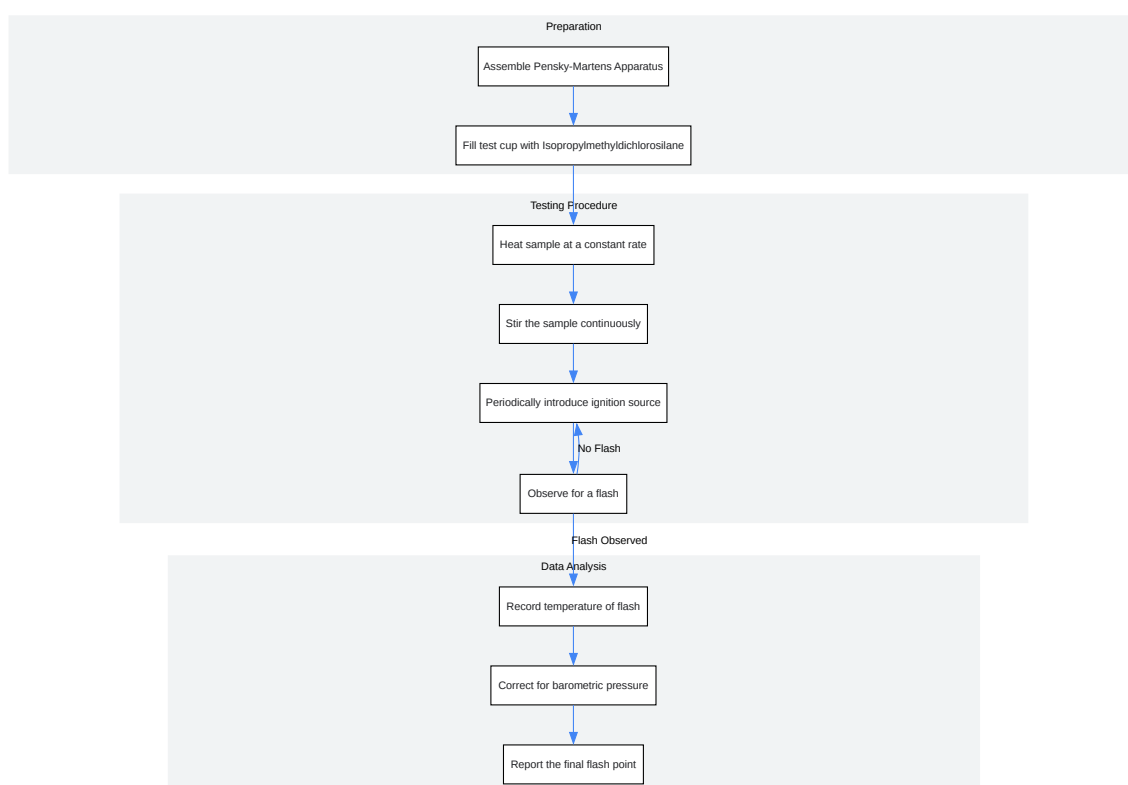 Preparation
Assemble Pensky-Martens Apparatus
Fill test cup with Isopropylmethyldichlorosilane
Testing Procedure
Heat sample at a constant rate
Stir the sample continuously
Periodically introduce ignition source
No Flash
Observe for a flash
Flash Observed
Data Analysis
Record temperature of flash
Correct for barometric pressure
Report the final flash point